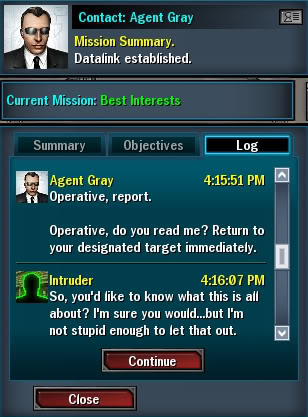 Contact: Agent Gray
Mission Summary.
Datalink established.
Current Mission: Best Interests
Summary
Objectives
Log
Agent Gray 4:15:51 PM
Operative, report.
Operative, do you read me? Return
to your designated target immediately.
Intruder 4:16:07 PM
So, you'd like to know what this is all
about? I'm sure you would...but I'm
not stupid enough to let that out.
Continue
Close